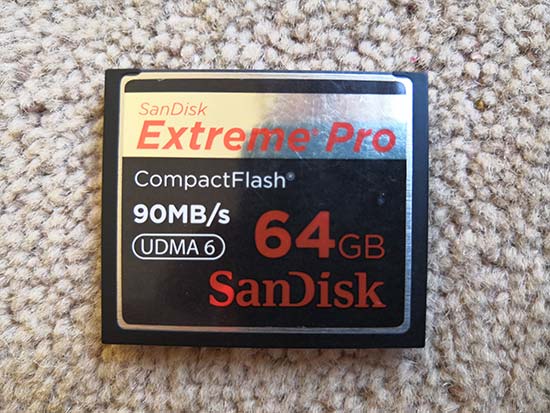 SanDisk
Extreme® Pro
CompactFlash®
90MB/s
UDMA 6
64GB
SanDisk